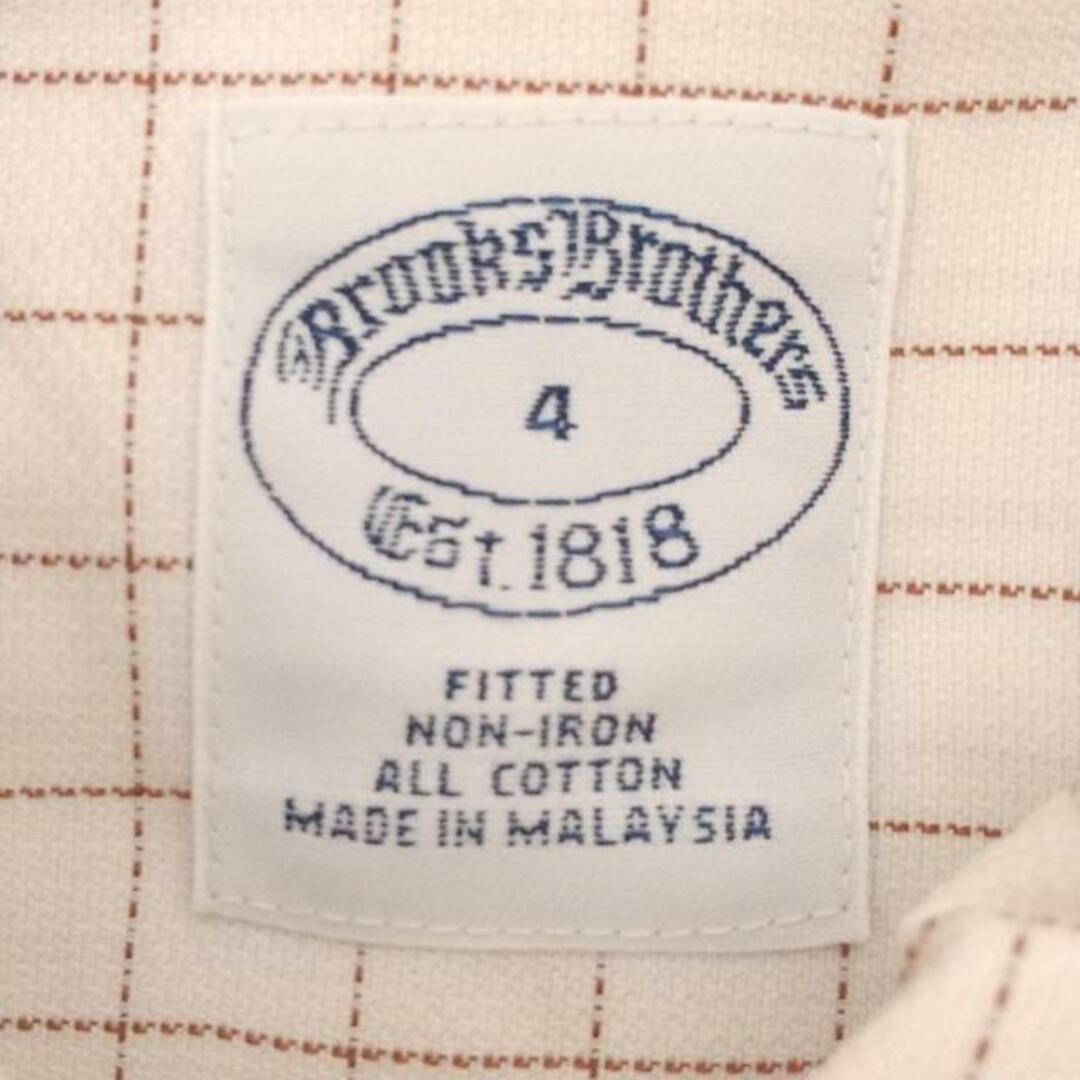 Brooks Brothers
4
Est. 1818
FITTED
NON-IRON
ALL COTTON
MADE IN MALAYSIA